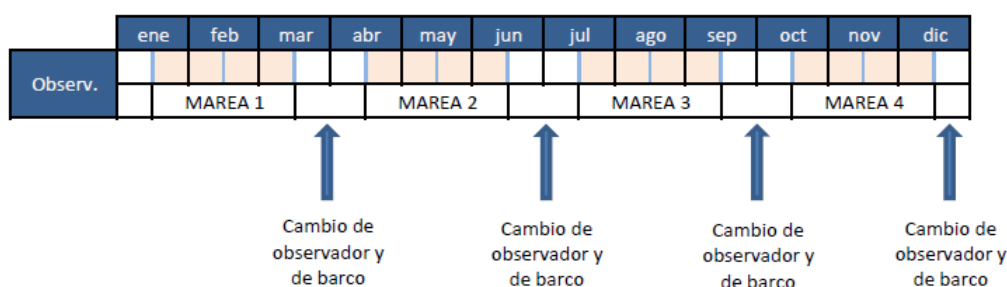 ene feb mar abr may jun jul ago sep oct nov dic
Observ.
MAREA 1 MAREA 2 MAREA 3 MAREA 4
Cambio de
observador y
de barco
Cambio de
observador y
de barco
Cambio de
observador y
de barco
Cambio de
observador y
de barco